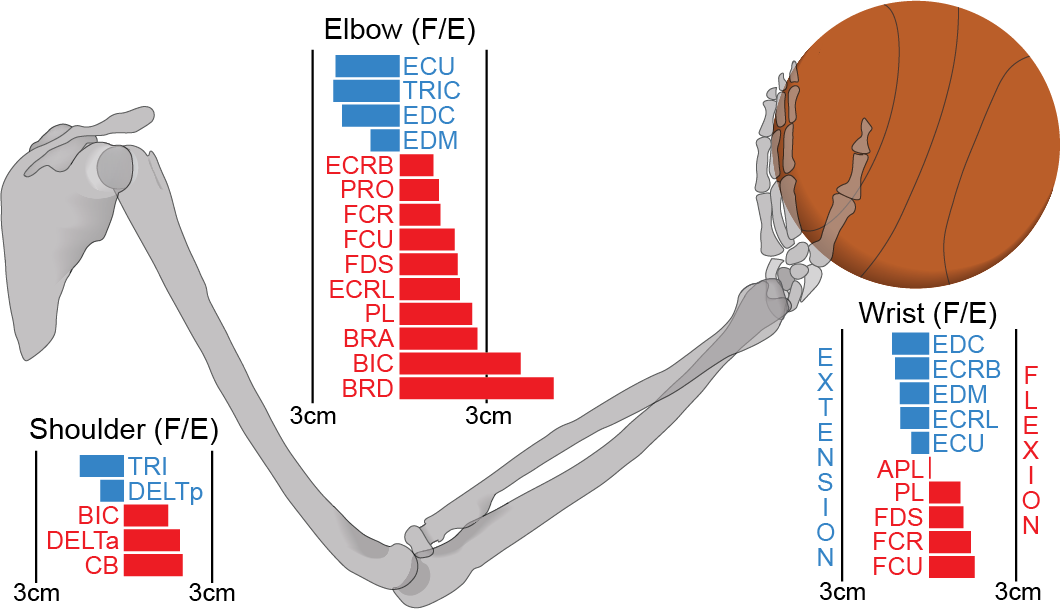 Elbow (F/E)
ECU
TRIC
EDC
EDM
ECRB
PRO
FCR
FCU
FDS
ECRL
PL
BRA
BIC
BRD
3cm 3cm
Shoulder (F/E)
TRI
DELTp
BIC
DELTa
CB
3cm 3cm
Wrist (F/E)
EXTENSION
EDC
ECRB
EDM
ECRL
ECU
APL
PL
FDS
FCR
FCU
FLEXION
3cm 3cm